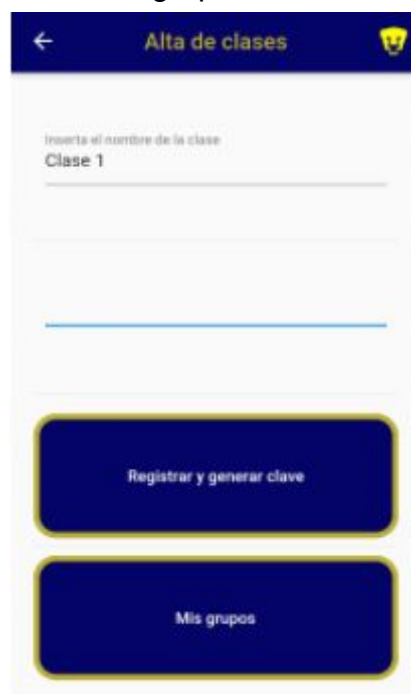 Alta de clases
Inserta el nombre de la clase
Clase 1
Registrar y generar clave
Mis grupos